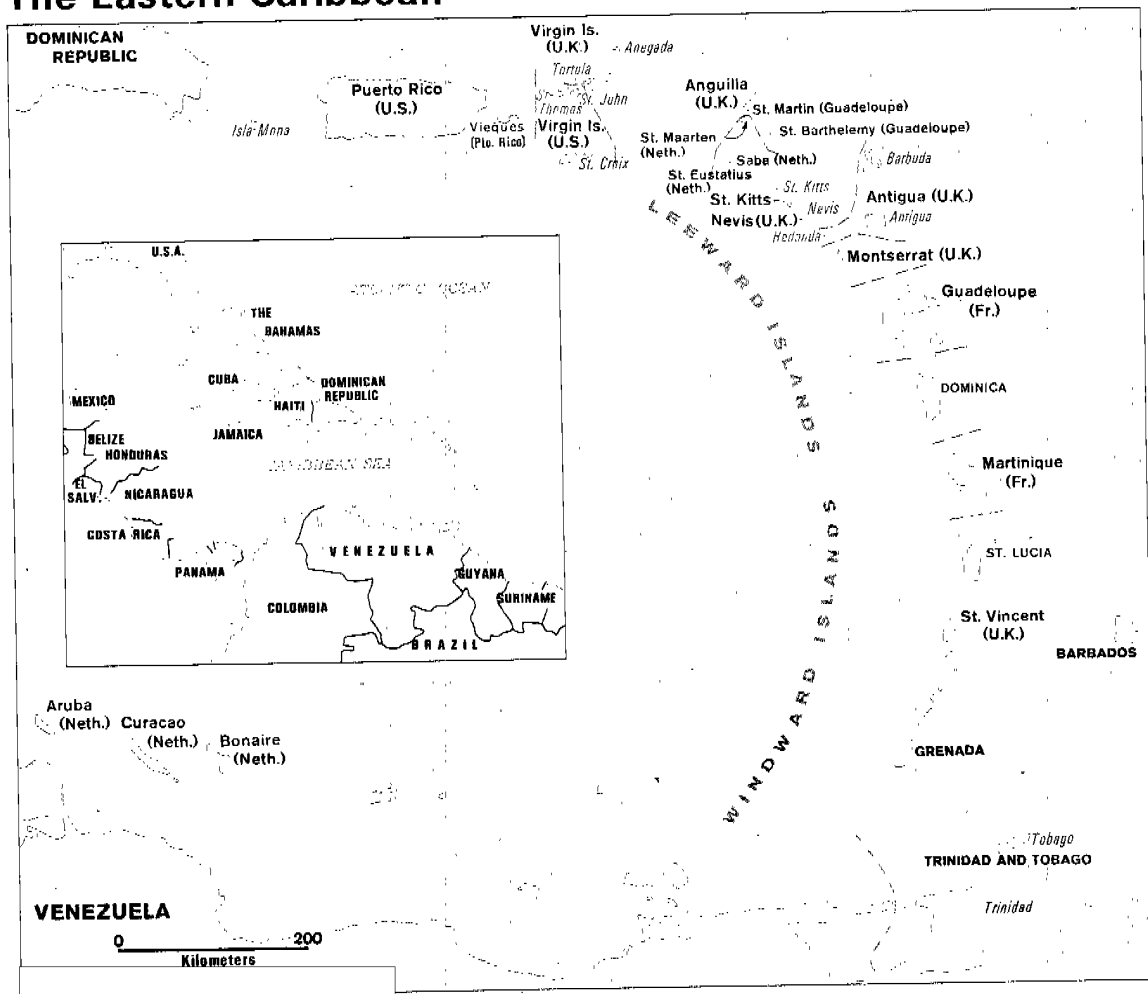 The Eastern Caribbean
DOMINICAN
REPUBLIC
Isla Mona
Puerto Rico
(U.S.)
Vieques
(Pto. Rico)
Virgin Is.
(U.K.)
Anegada
Tortola
St.
Thomas
St. John
Virgin Is.
(U.S.)
St. Croix
Anguilla
(U.K.)
St. Martin (Guadeloupe)
St. Maarten
(Neth.)
St. Barthelemy (Guadeloupe)
Saba (Neth.)
Barbuda
St. Eustatius
(Neth.)
St. Kitts
St. Kitts-
Nevis (U.K.)
Nevis
Antigua (U.K.)
Antigua
Redonda
Montserrat (U.K.)
LEEWARD ISLANDS
Guadeloupe
(Fr.)
DOMINICA
Martinique
(Fr.)
ST. LUCIA
St. Vincent
(U.K.)
BARBADOS
WINDWARD ISLANDS
GRENADA
Tobago
TRINIDAD AND TOBAGO
Trinidad
U.S.A.
OCEAN
THE
BAHAMAS
CUBA
DOMINICAN
REPUBLIC
HAITI
MEXICO
JAMAICA
BELIZE
HONDURAS
CARIBBEAN SEA
EL
SALV.
NICARAGUA
COSTA RICA
PANAMA
VENEZUELA
GUYANA
SURINAME
COLOMBIA
BRAZIL
Aruba
(Neth.)
Curacao
(Neth.)
Bonaire
(Neth.)
VENEZUELA
0 200
Kilometers